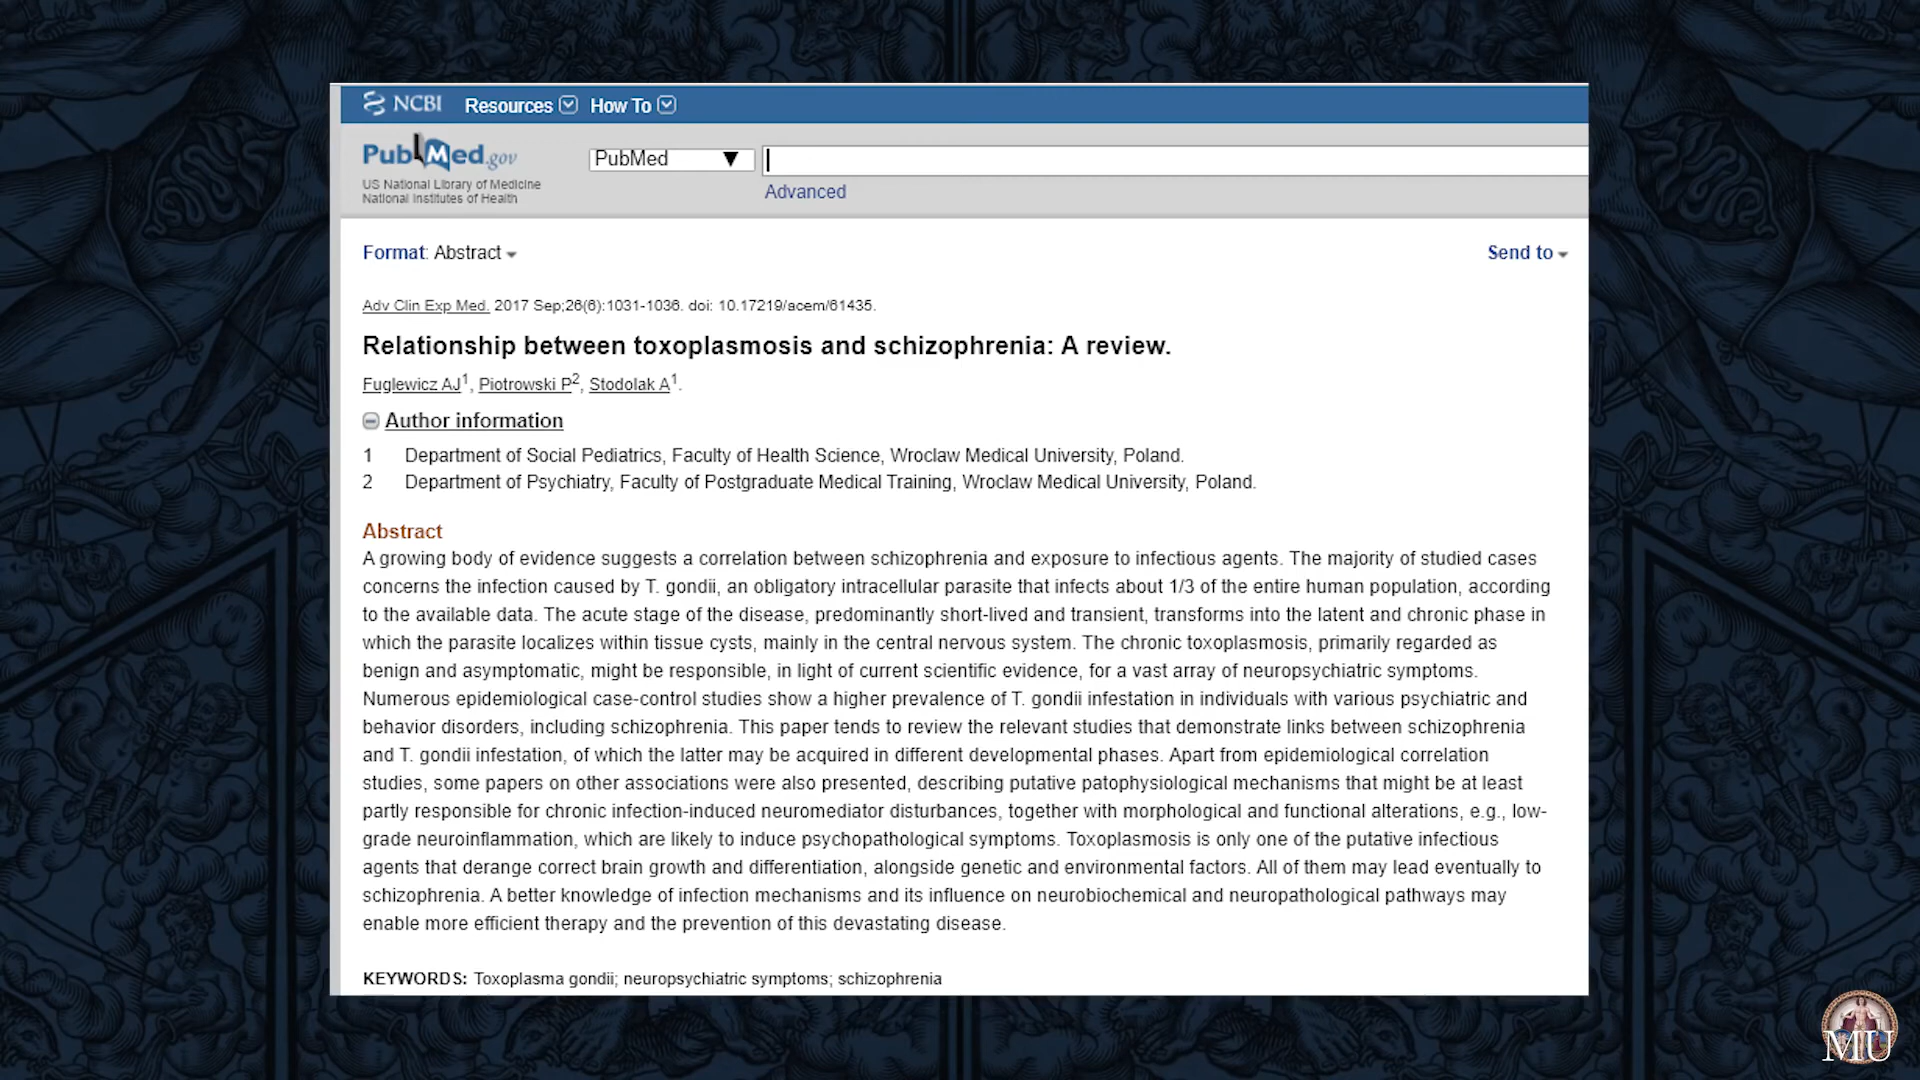 NCBI Resources How To
PubMed.gov
US National Library of Medicine
National Institutes of Health
PubMed
Advanced
Format: Abstract
Send to
Adv Clin Exp Med. 2017 Sep;26(6):1031-1036. doi: 10.17219/acem/61435.
Relationship between toxoplasmosis and schizophrenia: A review.
Fuglewicz AJ1, Piotrowski P2, Stodolak A1.
Author information
1 Department of Social Pediatrics, Faculty of Health Science, Wroclaw Medical University, Poland.
2 Department of Psychiatry, Faculty of Postgraduate Medical Training, Wroclaw Medical University, Poland.
Abstract
A growing body of evidence suggests a correlation between schizophrenia and exposure to infectious agents. The majority of studied cases
concerns the infection caused by T. gondii, an obligatory intracellular parasite that infects about 1/3 of the entire human population, according
to the available data. The acute stage of the disease, predominantly short-lived and transient, transforms into the latent and chronic phase in
which the parasite localizes within tissue cysts, mainly in the central nervous system. The chronic toxoplasmosis, primarily regarded as
benign and asymptomatic, might be responsible, in light of current scientific evidence, for a vast array of neuropsychiatric symptoms.
Numerous epidemiological case-control studies show a higher prevalence of T. gondii infestation in individuals with various psychiatric and
behavior disorders, including schizophrenia. This paper tends to review the relevant studies that demonstrate links between schizophrenia
and T. gondii infestation, of which the latter may be acquired in different developmental phases. Apart from epidemiological correlation
studies, some papers on other associations were also presented, describing putative patophysiological mechanisms that might be at least
partly responsible for chronic infection-induced neuromediator disturbances, together with morphological and functional alterations, e.g., low-
grade neuroinflammation, which are likely to induce psychopathological symptoms. Toxoplasmosis is only one of the putative infectious
agents that derange correct brain growth and differentiation, alongside genetic and environmental factors. All of them may lead eventually to
schizophrenia. A better knowledge of infection mechanisms and its influence on neurobiochemical and neuropathological pathways may
enable more efficient therapy and the prevention of this devastating disease.
KEYWORDS: Toxoplasma gondii; neuropsychiatric symptoms; schizophrenia
MU